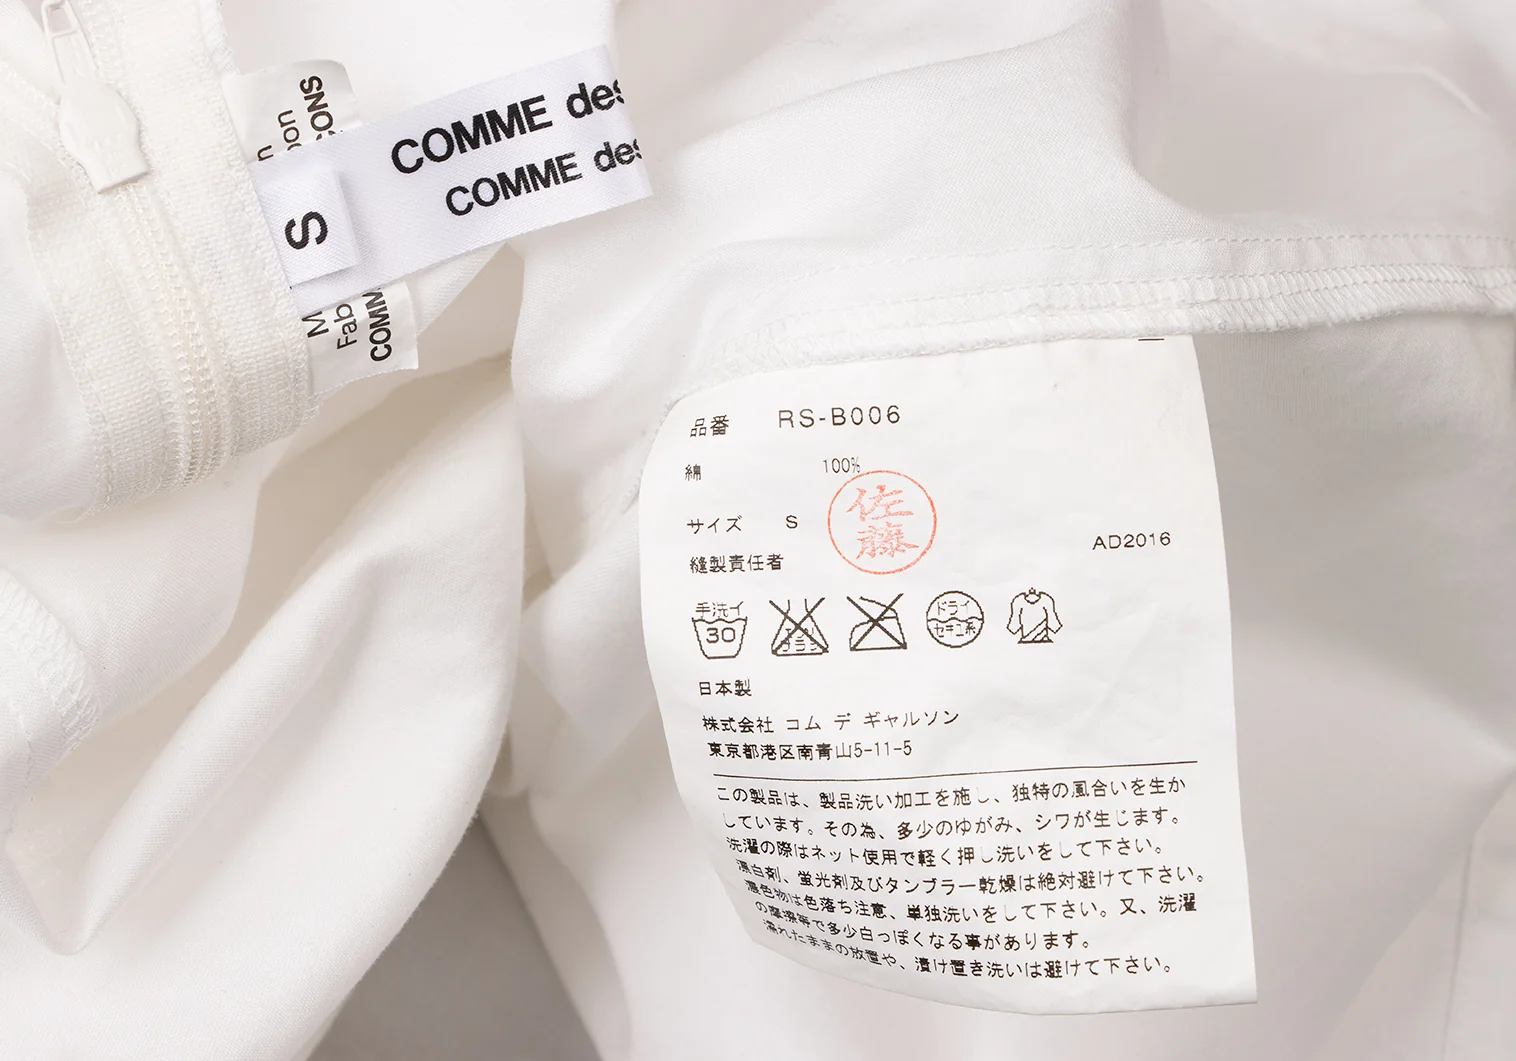 CONS
on
n
COMME des
COMME des
S
M
Fab
COMM
品番 RS-B006
綿 100%
佐藤
サイズ S
AD2016
縫製責任者
手洗イ
30
エンソ
サラシ
ドライ
セキユ系
日本製
株式会社 コム デ ギャルソン
東京都港区南青山5-11-5
この製品は、製品洗い加工を施し、独特の風合いを生か
しています。その為、多少のゆがみ、シワが生じます。
洗濯の際はネット使用で軽く押し洗いをして下さい。
漂白剤、蛍光剤及びタンブラー乾燥は絶対避けて下さい。
濃色物は色落ち注意、単独洗いをして下さい。又、洗濯
の摩擦等で多少白っぽくなる事があります。
濡れたままの放置や、漬け置き洗いは避けて下さい。